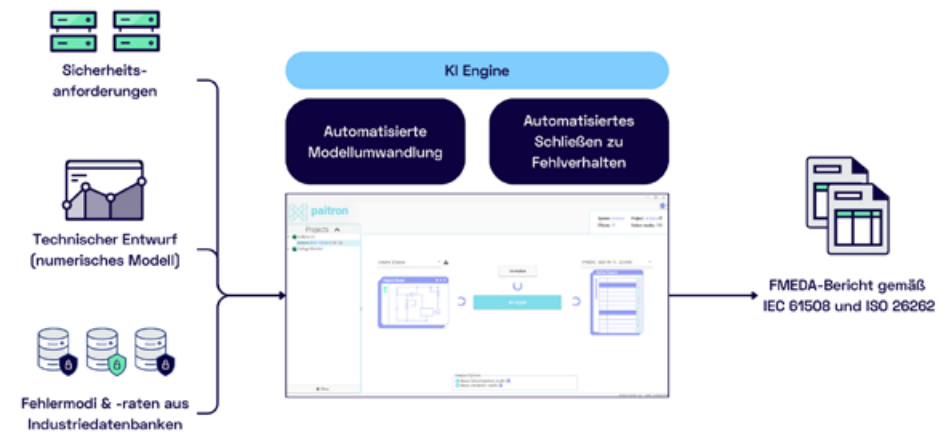 Sicherheits-
anforderungen
Technischer Entwurf
(numerisches Modell)
Fehlermodi & -raten aus
Industriedatenbanken
KI Engine
Automatisierte
Modellumwandlung
Automatisiertes
Schließen zu
Fehlverhalten
paitron
Projects
FMEDA-Bericht gemäß
IEC 61508 und ISO 26262